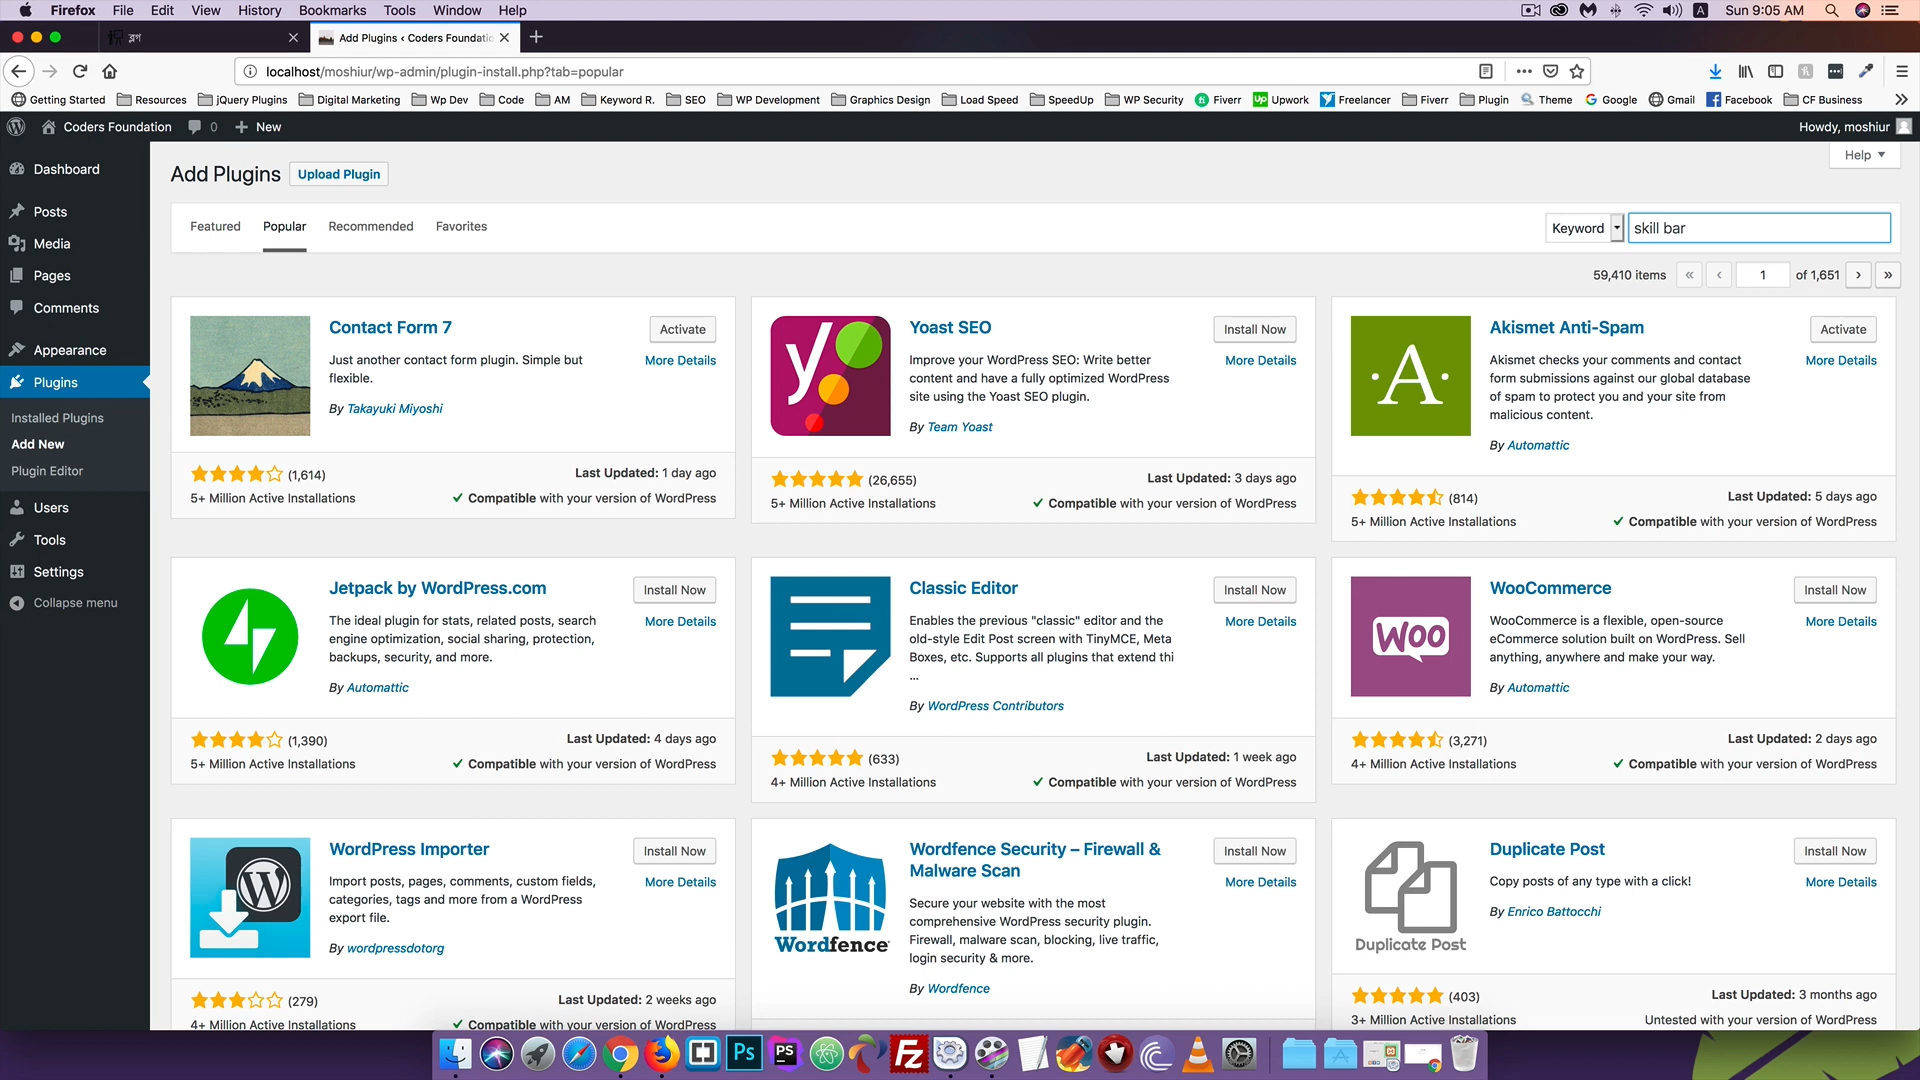 Firefox File Edit View History Bookmarks Tools Window Help
Sun 9:05 AM
ব্লগ
Add Plugins ‹ Coders Foundatio
localhost/moshiur/wp-admin/plugin-install.php?tab=popular
Getting Started Resources jQuery Plugins Digital Marketing Wp Dev Code AM Keyword R. SEO WP Development Graphics Design Load Speed SpeedUp WP Security Fiverr Upwork Freelancer Fiverr Plugin Theme Google Gmail Facebook CF Business
Coders Foundation 0 New
Howdy, moshiur
Help
Dashboard
Posts
Media
Pages
Comments
Appearance
Plugins
Installed Plugins
Add New
Plugin Editor
Users
Tools
Settings
Collapse menu
Add Plugins Upload Plugin
Featured Popular Recommended Favorites
Keyword skill bar
59,410 items « ‹ 1 of 1,651 › »
Contact Form 7
Activate
More Details
Just another contact form plugin. Simple but
flexible.
By Takayuki Miyoshi
(1,614)
Last Updated: 1 day ago
5+ Million Active Installations
Compatible with your version of WordPress
Yoast SEO
Install Now
More Details
Improve your WordPress SEO: Write better
content and have a fully optimized WordPress
site using the Yoast SEO plugin.
By Team Yoast
(26,655)
Last Updated: 3 days ago
5+ Million Active Installations
Compatible with your version of WordPress
Akismet Anti-Spam
Activate
More Details
Akismet checks your comments and contact
form submissions against our global database
of spam to protect you and your site from
malicious content.
By Automattic
(814)
Last Updated: 5 days ago
5+ Million Active Installations
Compatible with your version of WordPress
Jetpack by WordPress.com
Install Now
More Details
The ideal plugin for stats, related posts, search
engine optimization, social sharing, protection,
backups, security, and more.
By Automattic
(1,390)
Last Updated: 4 days ago
5+ Million Active Installations
Compatible with your version of WordPress
Classic Editor
Install Now
More Details
Enables the previous "classic" editor and the
old-style Edit Post screen with TinyMCE, Meta
Boxes, etc. Supports all plugins that extend thi
...
By WordPress Contributors
(633)
Last Updated: 1 week ago
4+ Million Active Installations
Compatible with your version of WordPress
WOO
WooCommerce
Install Now
More Details
WooCommerce is a flexible, open-source
eCommerce solution built on WordPress. Sell
anything, anywhere and make your way.
By Automattic
(3,271)
Last Updated: 2 days ago
4+ Million Active Installations
Compatible with your version of WordPress
WordPress Importer
Install Now
More Details
Import posts, pages, comments, custom fields,
categories, tags and more from a WordPress
export file.
By wordpressdotorg
(279)
Last Updated: 2 weeks ago
4+ Million Active Installations
Compatible with your version of WordPress
Wordfence
Wordfence Security – Firewall &
Malware Scan
Install Now
More Details
Secure your website with the most
comprehensive WordPress security plugin.
Firewall, malware scan, blocking, live traffic,
login security & more.
By Wordfence
Duplicate Post
Duplicate Post
Install Now
More Details
Copy posts of any type with a click!
By Enrico Battocchi
(403)
Last Updated: 3 months ago
3+ Million Active Installations
Untested with your version of WordPress
Ps
PS
FZ